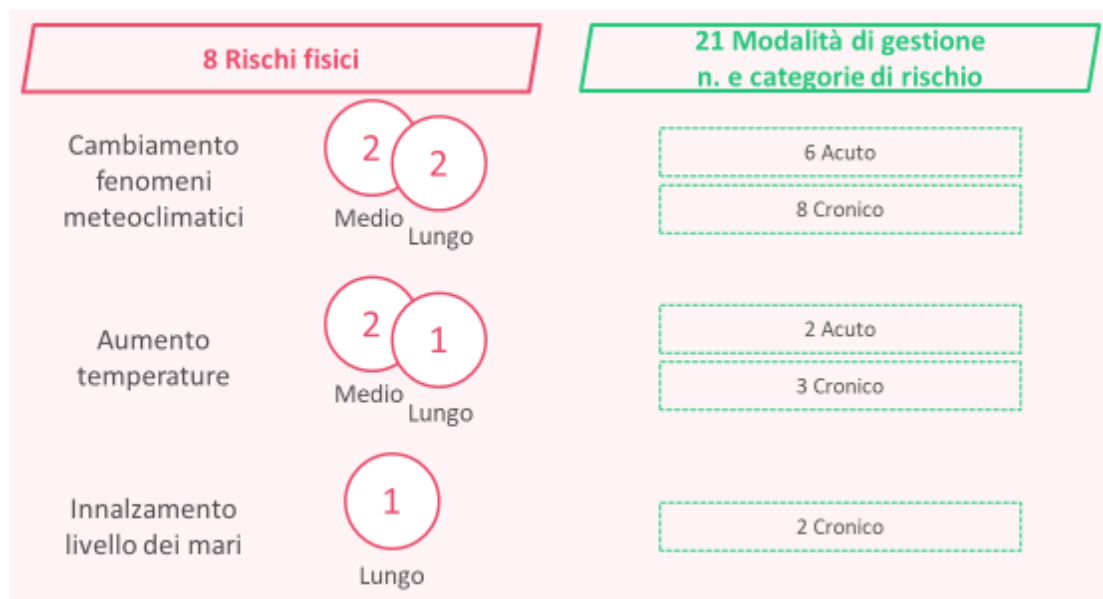 8 Rischi fisici
21 Modalità di gestione
n. e categorie di rischio
Cambiamento
fenomeni
meteoclimatici
2
2
Medio
Lungo
6 Acuto
8 Cronico
Aumento
temperature
2
1
Medio
Lungo
2 Acuto
3 Cronico
Innalzamento
livello dei mari
1
Lungo
2 Cronico